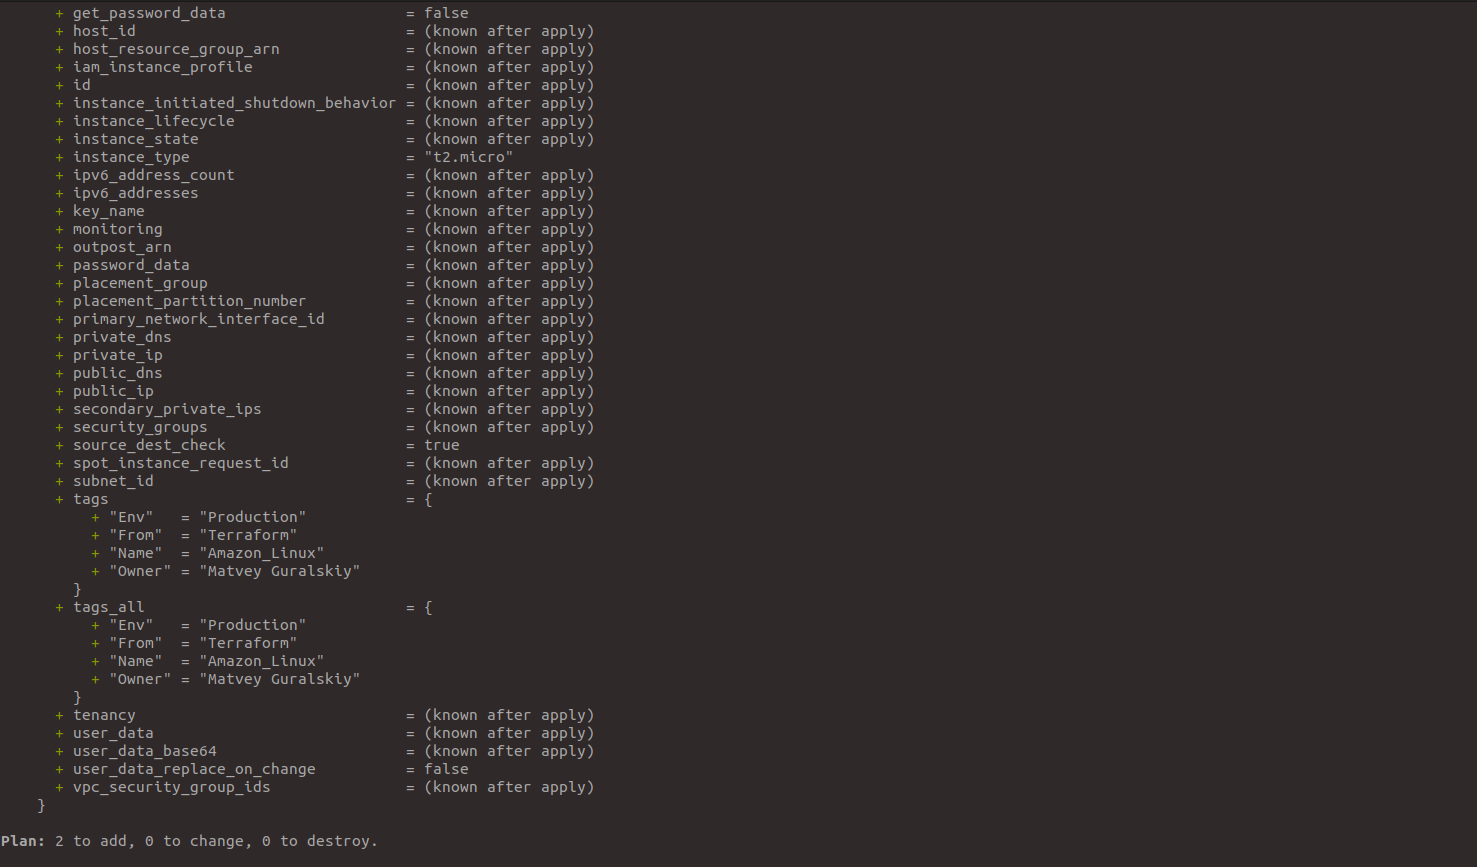 + get_password_data = false
+ host_id = (known after apply)
+ host_resource_group_arn = (known after apply)
+ iam_instance_profile = (known after apply)
+ id = (known after apply)
+ instance_initiated_shutdown_behavior = (known after apply)
+ instance_lifecycle = (known after apply)
+ instance_state = (known after apply)
+ instance_type = "t2.micro"
+ ipv6_address_count = (known after apply)
+ ipv6_addresses = (known after apply)
+ key_name = (known after apply)
+ monitoring = (known after apply)
+ outpost_arn = (known after apply)
+ password_data = (known after apply)
+ placement_group = (known after apply)
+ placement_partition_number = (known after apply)
+ primary_network_interface_id = (known after apply)
+ private_dns = (known after apply)
+ private_ip = (known after apply)
+ public_dns = (known after apply)
+ public_ip = (known after apply)
+ secondary_private_ips = (known after apply)
+ security_groups = (known after apply)
+ source_dest_check = true
+ spot_instance_request_id = (known after apply)
+ subnet_id = (known after apply)
+ tags = {
+ "Env" = "Production"
+ "From" = "Terraform"
+ "Name" = "Amazon_Linux"
+ "Owner" = "Matvey Guralskiy"
}
+ tags_all = {
+ "Env" = "Production"
+ "From" = "Terraform"
+ "Name" = "Amazon_Linux"
+ "Owner" = "Matvey Guralskiy"
}
+ tenancy = (known after apply)
+ user_data = (known after apply)
+ user_data_base64 = (known after apply)
+ user_data_replace_on_change = false
+ vpc_security_group_ids = (known after apply)
}
Plan: 2 to add, 0 to change, 0 to destroy.